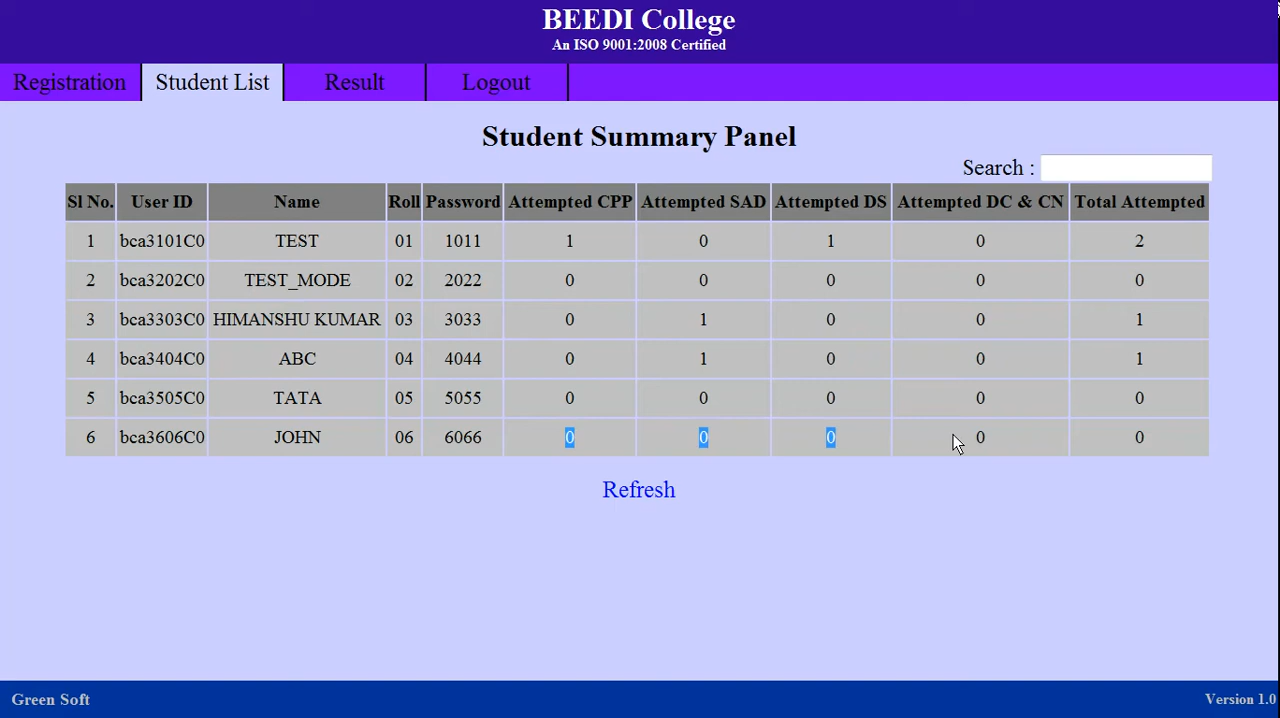 BEEDI College
An ISO 9001:2008 Certified
Registration Student List Result Logout
Student Summary Panel
Search :
Sl No. User ID Name Roll Password Attempted CPP Attempted SAD Attempted DS Attempted DC & CN Total Attempted
1 bca3101C0 TEST 01 1011 1 0 1 0 2
2 bca3202C0 TEST_MODE 02 2022 0 0 0 0 0
3 bca3303C0 HIMANSHU KUMAR 03 3033 0 1 0 0 1
4 bca3404C0 ABC 04 4044 0 1 0 0 1
5 bca3505C0 TATA 05 5055 0 0 0 0 0
6 bca3606C0 JOHN 06 6066 0 0 0 0 0
Refresh
Green Soft Version 1.0